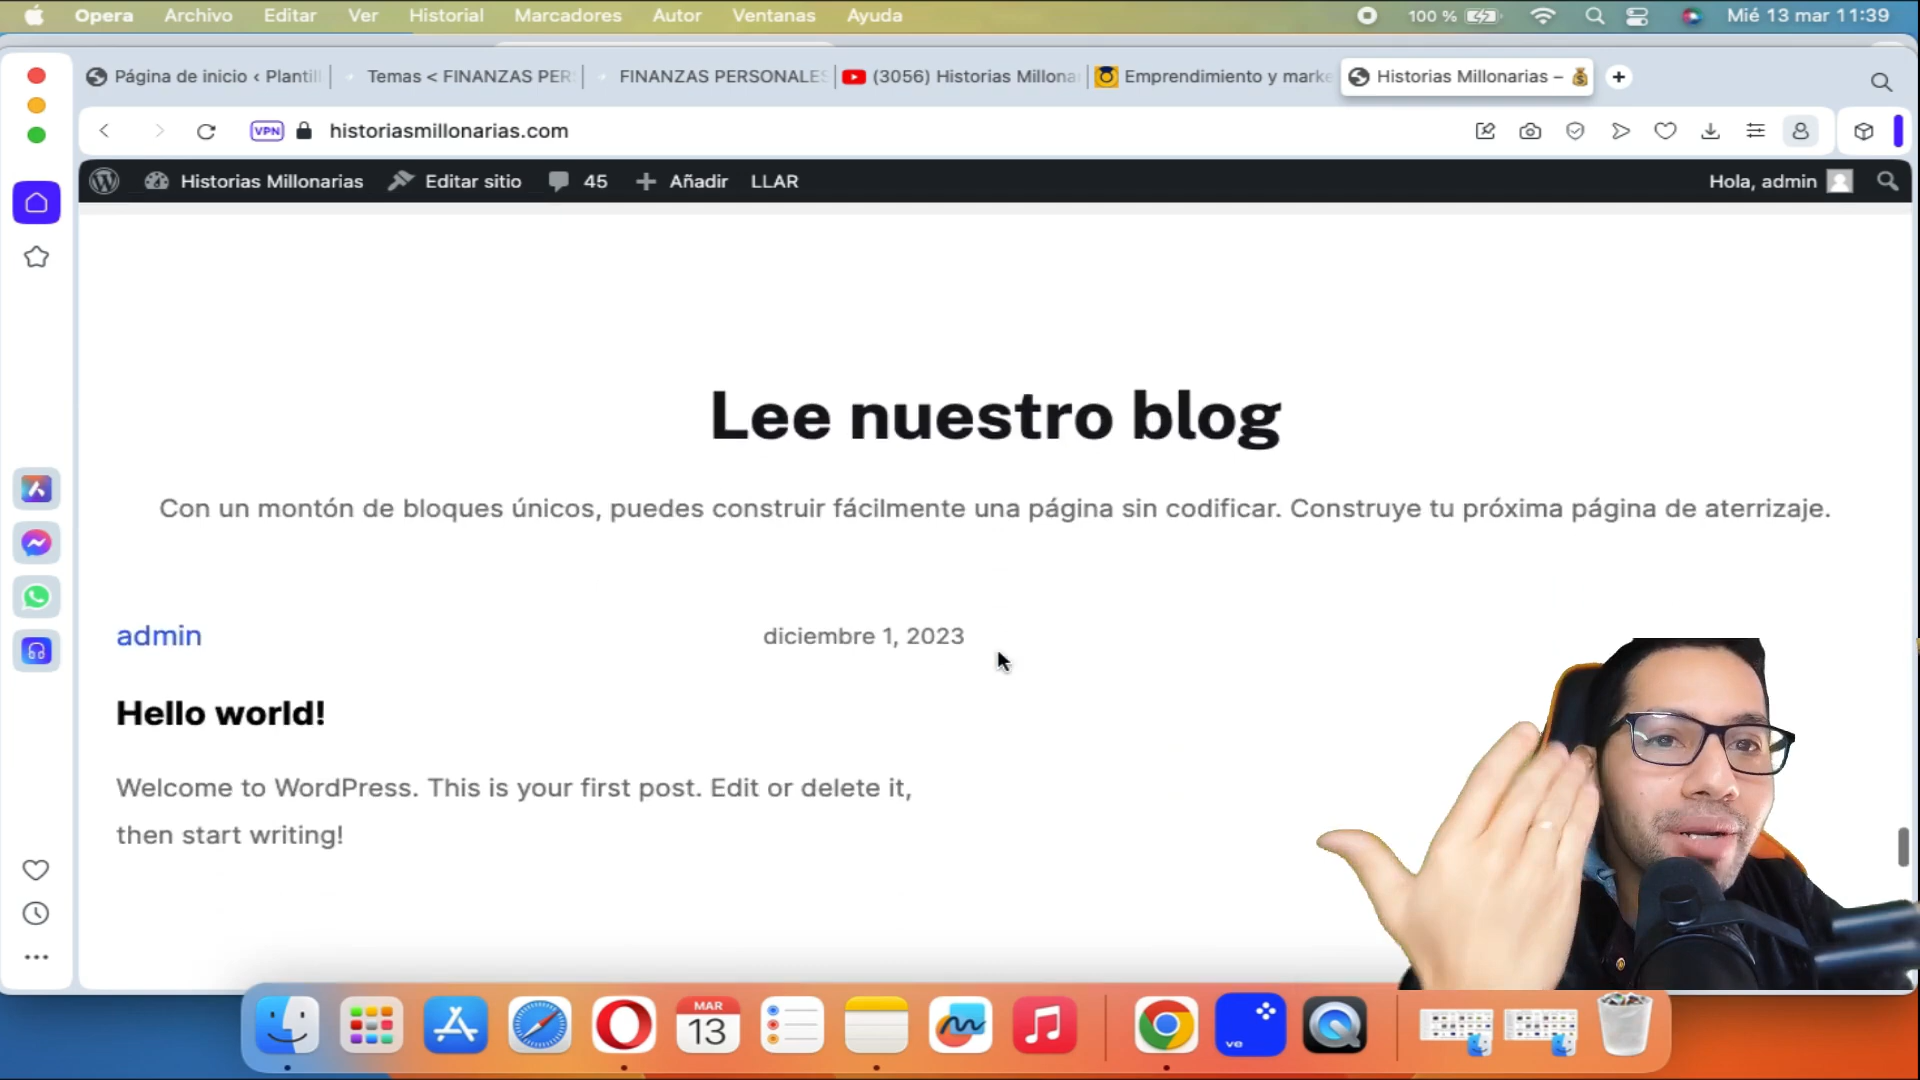 Opera Archivo Editar Ver Historial Marcadores Autor Ventanas Ayuda 100 % Mié 13 mar 11:39
Página de inicio ‹ Plantil Temas < FINANZAS PER FINANZAS PERSONALES (3056) Historias Millona Emprendimiento y marke Historias Millonarias –
VPN historiasmillonarias.com
Historias Millonarias Editar sitio 45 Añadir LLAR Hola, admin
Lee nuestro blog
Con un montón de bloques únicos, puedes construir fácilmente una página sin codificar. Construye tu próxima página de aterrizaje.
admin diciembre 1, 2023
Hello world!
Welcome to WordPress. This is your first post. Edit or delete it,
then start writing!
MAR
13
ve